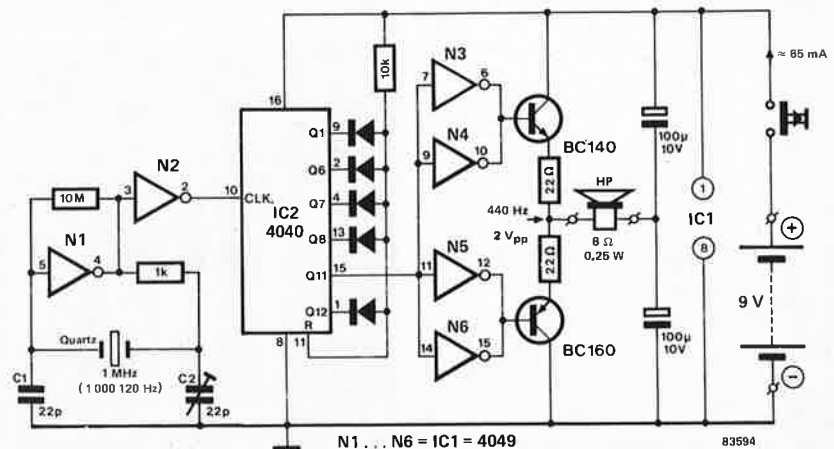 ≈ 65 mA
10k
N3
7
6
16
N4
9
10
BC140
100µ
10V
Q1
9
Q6
2
Q7
4
Q8
13
Q11
15
Q12
1
R
11
8
N2
3
2
10
CLK.
IC2
4040
10M
N1
5
4
1k
22Ω
HP
440 Hz
2 Vpp
8 Ω
0,25 W
22Ω
N5
11
12
N6
14
15
BC160
100µ
10V
1
IC1
8
+
9 V
−
Quartz
1 MHz
(1 000 120 Hz)
C1
22p
C2
22p
N1 . . . N6 = IC1 = 4049
83594